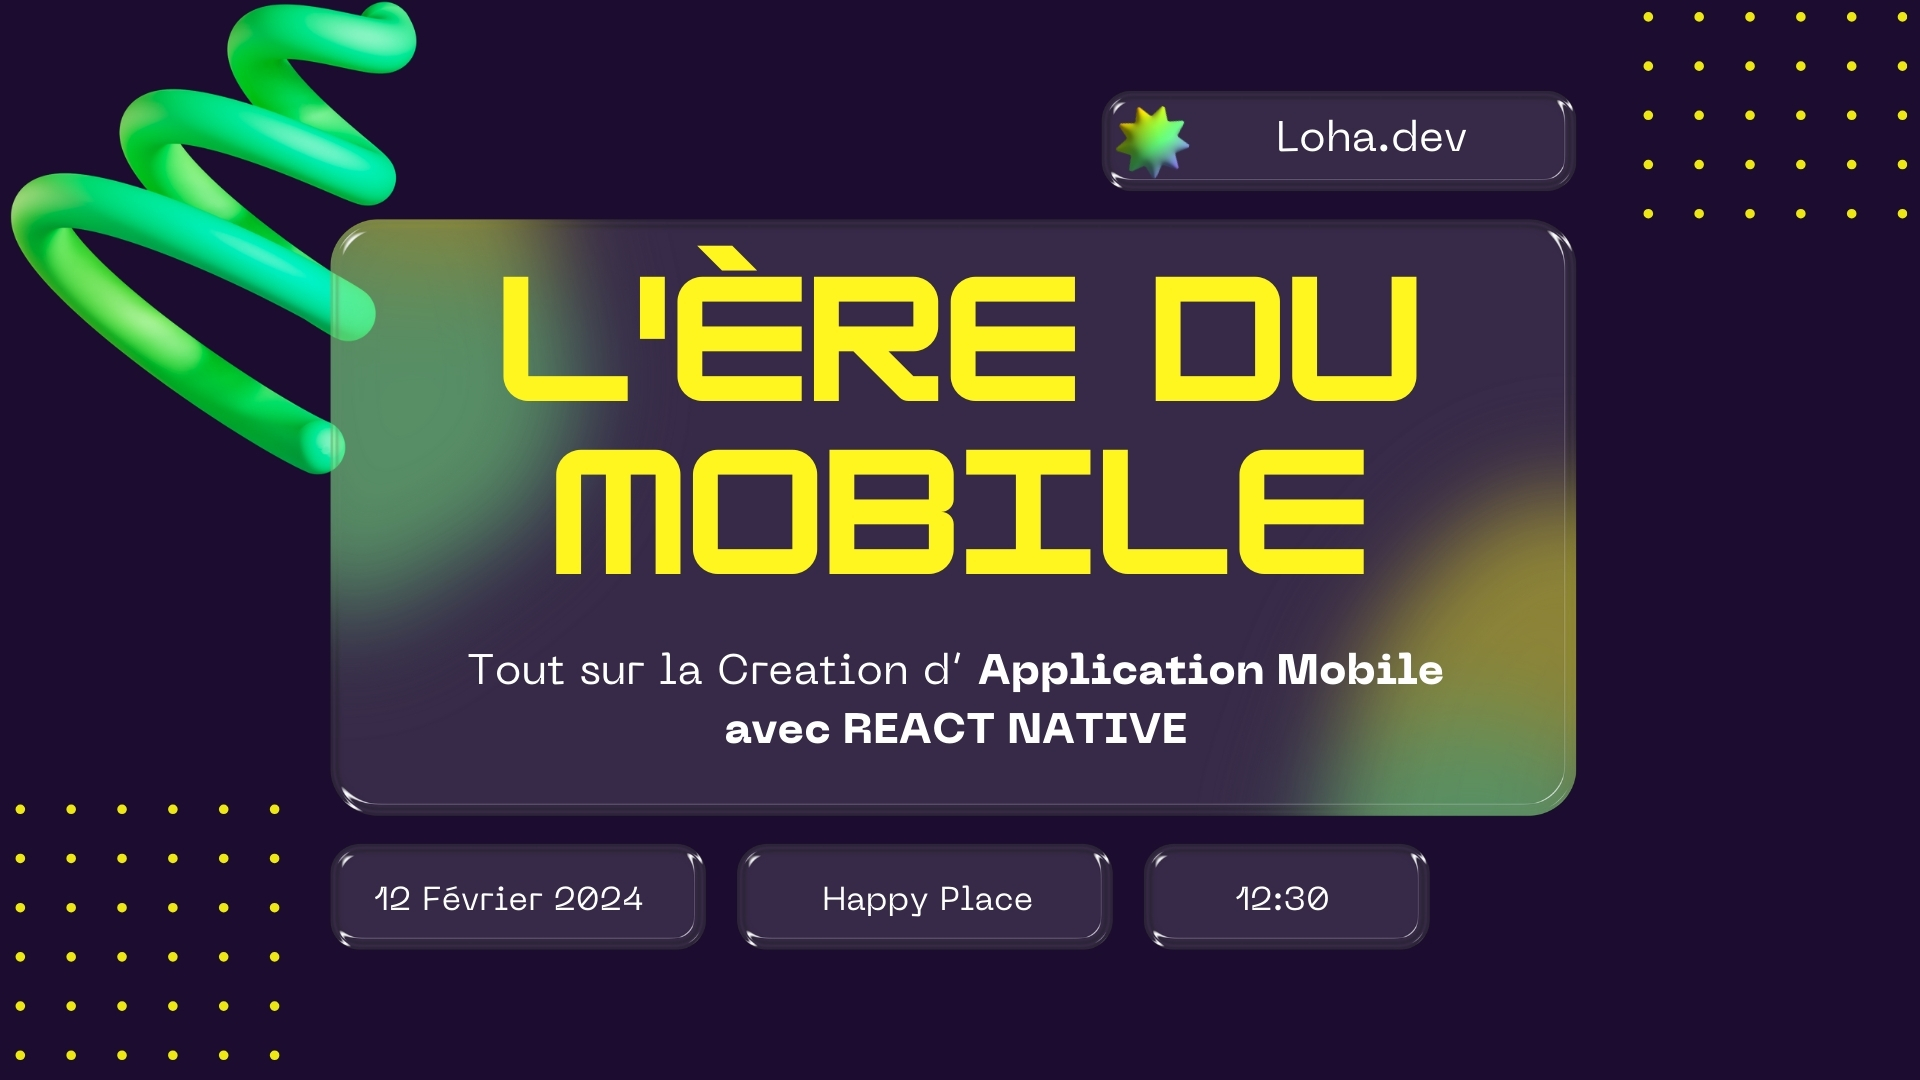 Loha.dev
L'ÈRE DU
MOBILE
Tout sur la Creation d’ Application Mobile
avec REACT NATIVE
12 Février 2024
Happy Place
12:30